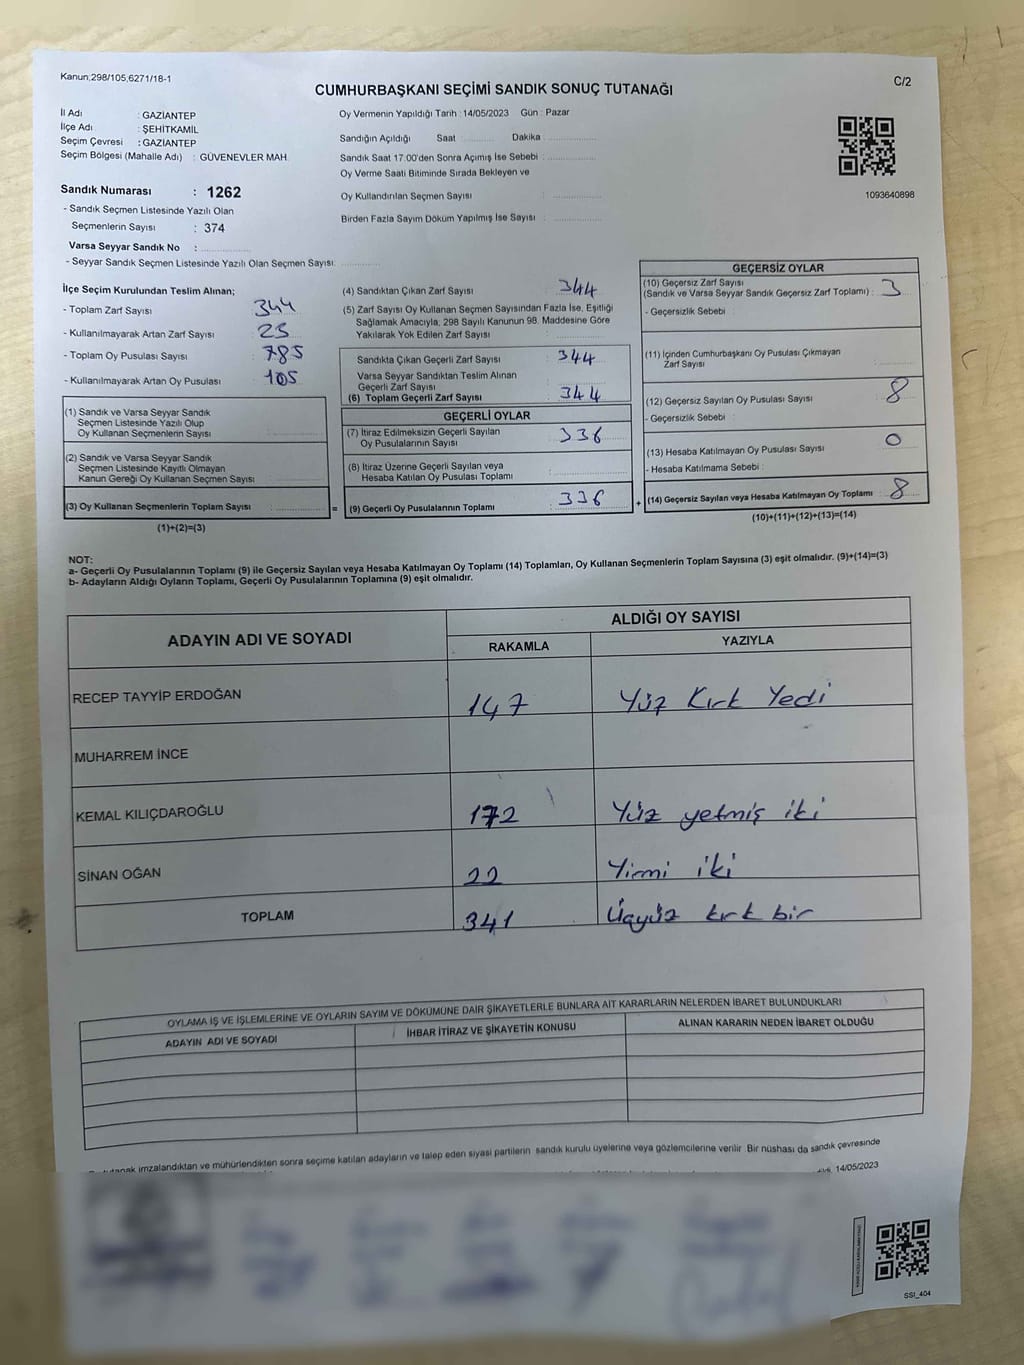 Kanun;298/105,6271/18-1
C/2
CUMHURBAŞKANI SEÇİMİ SANDIK SONUÇ TUTANAĞI
İl Adı : GAZİANTEP
İlçe Adı : ŞEHİTKAMİL
Seçim Çevresi : GAZİANTEP
Seçim Bölgesi (Mahalle Adı) : GÜVENEVLER MAH.
Sandık Numarası : 1262
- Sandık Seçmen Listesinde Yazılı Olan
Seçmenlerin Sayısı : 374
Varsa Seyyar Sandık No :
- Seyyar Sandık Seçmen Listesinde Yazılı Olan Seçmen Sayısı:
Oy Vermenin Yapıldığı Tarih : 14/05/2023 Gün : Pazar
Sandığın Açıldığı Saat Dakika
Sandık Saat 17.00'den Sonra Açımış İse Sebebi :
Oy Verme Saati Bitiminde Sırada Bekleyen ve
Oy Kullandırılan Seçmen Sayısı :
Birden Fazla Sayım Döküm Yapılmış İse Sayısı :
1093640898
İlçe Seçim Kurulundan Teslim Alınan;
- Toplam Zarf Sayısı : 344
- Kullanılmayarak Artan Zarf Sayısı : 25
- Toplam Oy Pusulası Sayısı : 785
- Kullanılmayarak Artan Oy Pusulası : 105
(1) Sandık ve Varsa Seyyar Sandık
Seçmen Listesinde Yazılı Olup
Oy Kullanan Seçmenlerin Sayısı :
(2) Sandık ve Varsa Seyyar Sandık
Seçmen Listesinde Kayıtlı Olmayan
Kanun Gereği Oy Kullanan Seçmen Sayısı :
(3) Oy Kullanan Seçmenlerin Toplam Sayısı :
(1)+(2)=(3)
(4) Sandıktan Çıkan Zarf Sayısı : 344
(5) Zarf Sayısı Oy Kullanan Seçmen Sayısından Fazla İse, Eşitliği
Sağlamak Amacıyla, 298 Sayılı Kanunun 98. Maddesine Göre
Yakılarak Yok Edilen Zarf Sayısı :
Sandıkta Çıkan Geçerli Zarf Sayısı : 344
Varsa Seyyar Sandıktan Teslim Alınan
Geçerli Zarf Sayısı
(6) Toplam Geçerli Zarf Sayısı : 344
GEÇERLİ OYLAR
(7) İtiraz Edilmeksizin Geçerli Sayılan
Oy Pusulalarının Sayısı : 336
(8) İtiraz Üzerine Geçerli Sayılan veya
Hesaba Katılan Oy Pusulası Toplamı :
= (9) Geçerli Oy Pusulalarının Toplamı : 336 +
GEÇERSİZ OYLAR
(10) Geçersiz Zarf Sayısı
(Sandık ve Varsa Seyyar Sandık Geçersiz Zarf Toplamı) : 3
- Geçersizlik Sebebi :
(11) İçinden Cumhurbaşkanı Oy Pusulası Çıkmayan
Zarf Sayısı :
(12) Geçersiz Sayılan Oy Pusulası Sayısı : 8
- Geçersizlik Sebebi :
(13) Hesaba Katılmayan Oy Pusulası Sayısı : 0
- Hesaba Katılmama Sebebi :
(14) Geçersiz Sayılan veya Hesaba Katılmayan Oy Toplamı : 8
(10)+(11)+(12)+(13)=(14)
NOT:
a- Geçerli Oy Pusulalarının Toplamı (9) ile Geçersiz Sayılan veya Hesaba Katılmayan Oy Toplamı (14) Toplamları, Oy Kullanan Seçmenlerin Toplam Sayısına (3) eşit olmalıdır. (9)+(14)=(3)
b- Adayların Aldığı Oyların Toplamı, Geçerli Oy Pusulalarının Toplamına (9) eşit olmalıdır.
ADAYIN ADI VE SOYADI ALDIĞI OY SAYISI
RAKAMLA YAZIYLA
RECEP TAYYİP ERDOĞAN 147 Yüz Kırk Yedi
MUHARREM İNCE
KEMAL KILIÇDAROĞLU 172 Yüz yetmiş iki
SİNAN OĞAN 22 Yirmi iki
TOPLAM 341 Üçyüz kırk bir
OYLAMA İŞ VE İŞLEMLERİNE VE OYLARIN SAYIM VE DÖKÜMÜNE DAİR ŞİKAYETLERLE BUNLARA AİT KARARLARIN NELERDEN İBARET BULUNDUKLARI
ADAYIN ADI VE SOYADI İHBAR İTİRAZ VE ŞİKAYETİN KONUSU ALINAN KARARIN NEDEN İBARET OLDUĞU
imzalandıktan ve mühürlendikten sonra seçime katılan adayların ve talep eden siyasi partilerin sandık kurulu üyelerine veya gözlemcilerine verilir. Bir nüshası da sandık çevresinde
14/05/2023
SSI_404